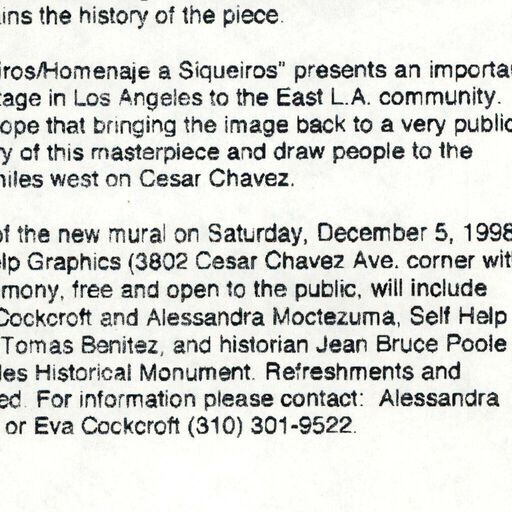 ins the history of the piece.
iros/Homenaje a Siqueiros" presents an importa
tage in Los Angeles to the East L.A. community.
ope that bringing the image back to a very public
y of this masterpiece and draw people to the
niles west on Cesar Chavez.
of the new mural on Saturday, December 5, 1998
lp Graphics (3802 Cesar Chavez Ave. corner wit
mony, free and open to the public, will include
Cockcroft and Alessandra Moctezuma, Self Help
Tomas Benitez, and historian Jean Bruce Poole
les Historical Monument. Refreshments and
ed. For information please contact: Alessandra
or Eva Cockcroft (310) 301-9522.